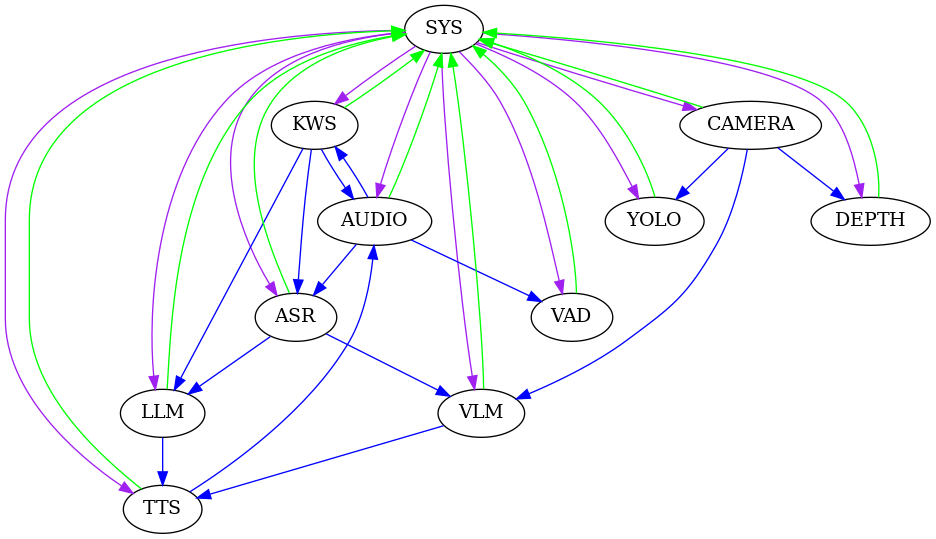 SYS
KWS
CAMERA
AUDIO
YOLO
DEPTH
ASR
VAD
LLM
VLM
TTS